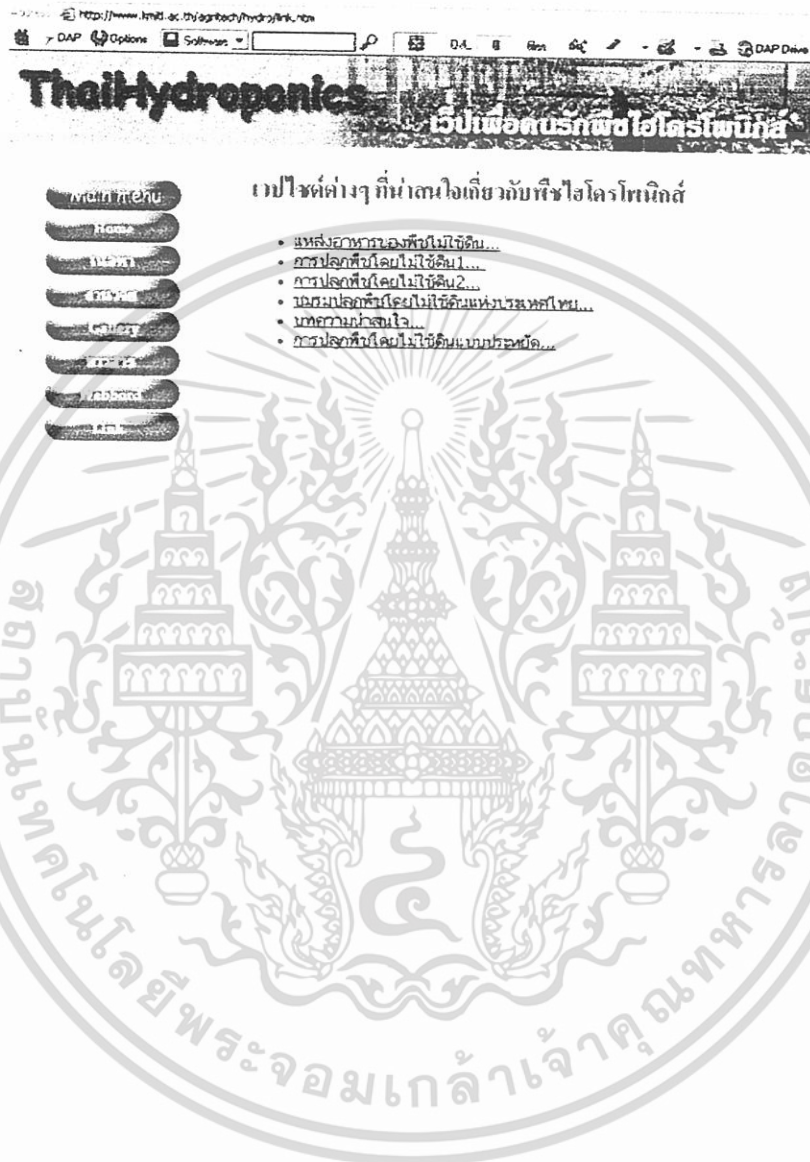 http://www.kmitl.ac.th/agritech/hydro/link.htm
DAP Options Software DAP Drive
ThaiHydroponics
เว็ปเพื่อคนรักพืชไฮโดรโพนิกส์
Main menu
เวปไซด์ต่างๆ ที่น่าสนใจเกี่ยวกับพืชไฮโดรโพนิกส์
Home
• แหล่งอาหารของพืชไม่ใช้ดิน...
• การปลูกพืชโดยไม่ใช้ดิน1...
• การปลูกพืชโดยไม่ใช้ดิน2...
• ชมรมปลูกพืชโดยไม่ใช้ดินแห่งประเทศไทย...
• บทความน่าสนใจ...
• การปลูกพืชโดยไม่ใช้ดินแบบประหยัด...
Webboard
Link
สถาบันเทคโนโลยีพระจอมเกล้าเจ้าคุณทหารลาดกระบัง